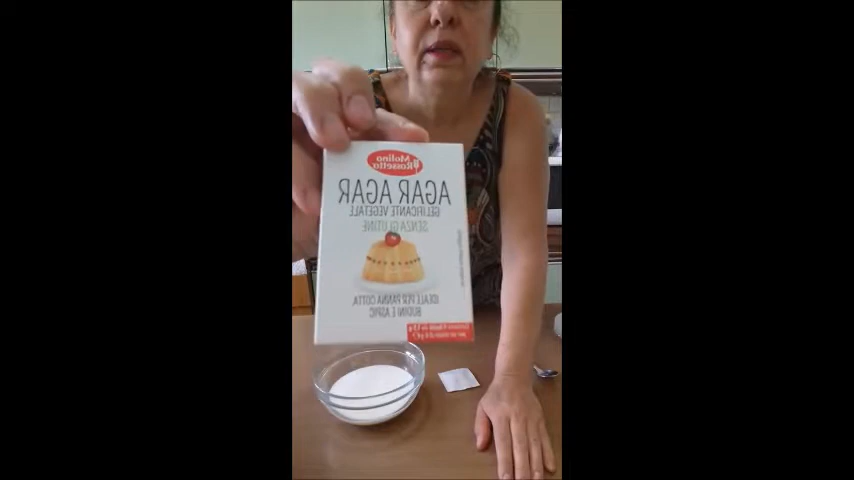 Molino
Rossetto
AGAR AGAR
GELIFICANTE VEGETALE
SENZA GLUTINE
IDEALE PER PANNA COTTA,
BUDINI E ASPIC